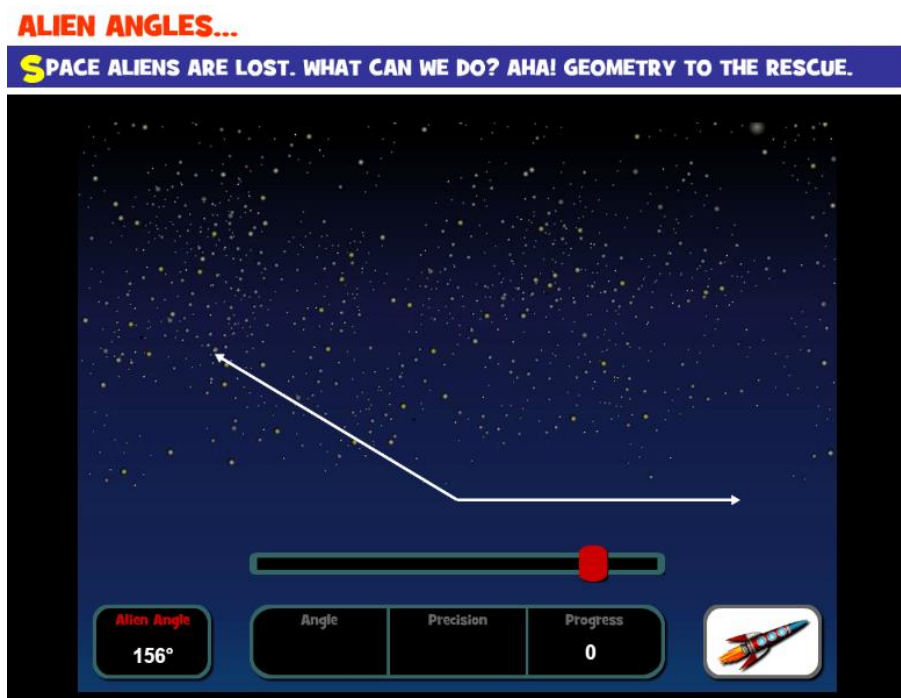 ALIEN ANGLES...
SPACE ALIENS ARE LOST. WHAT CAN WE DO? AHA! GEOMETRY TO THE RESCUE.
Alien Angle
156°
Angle
Precision
Progress
0